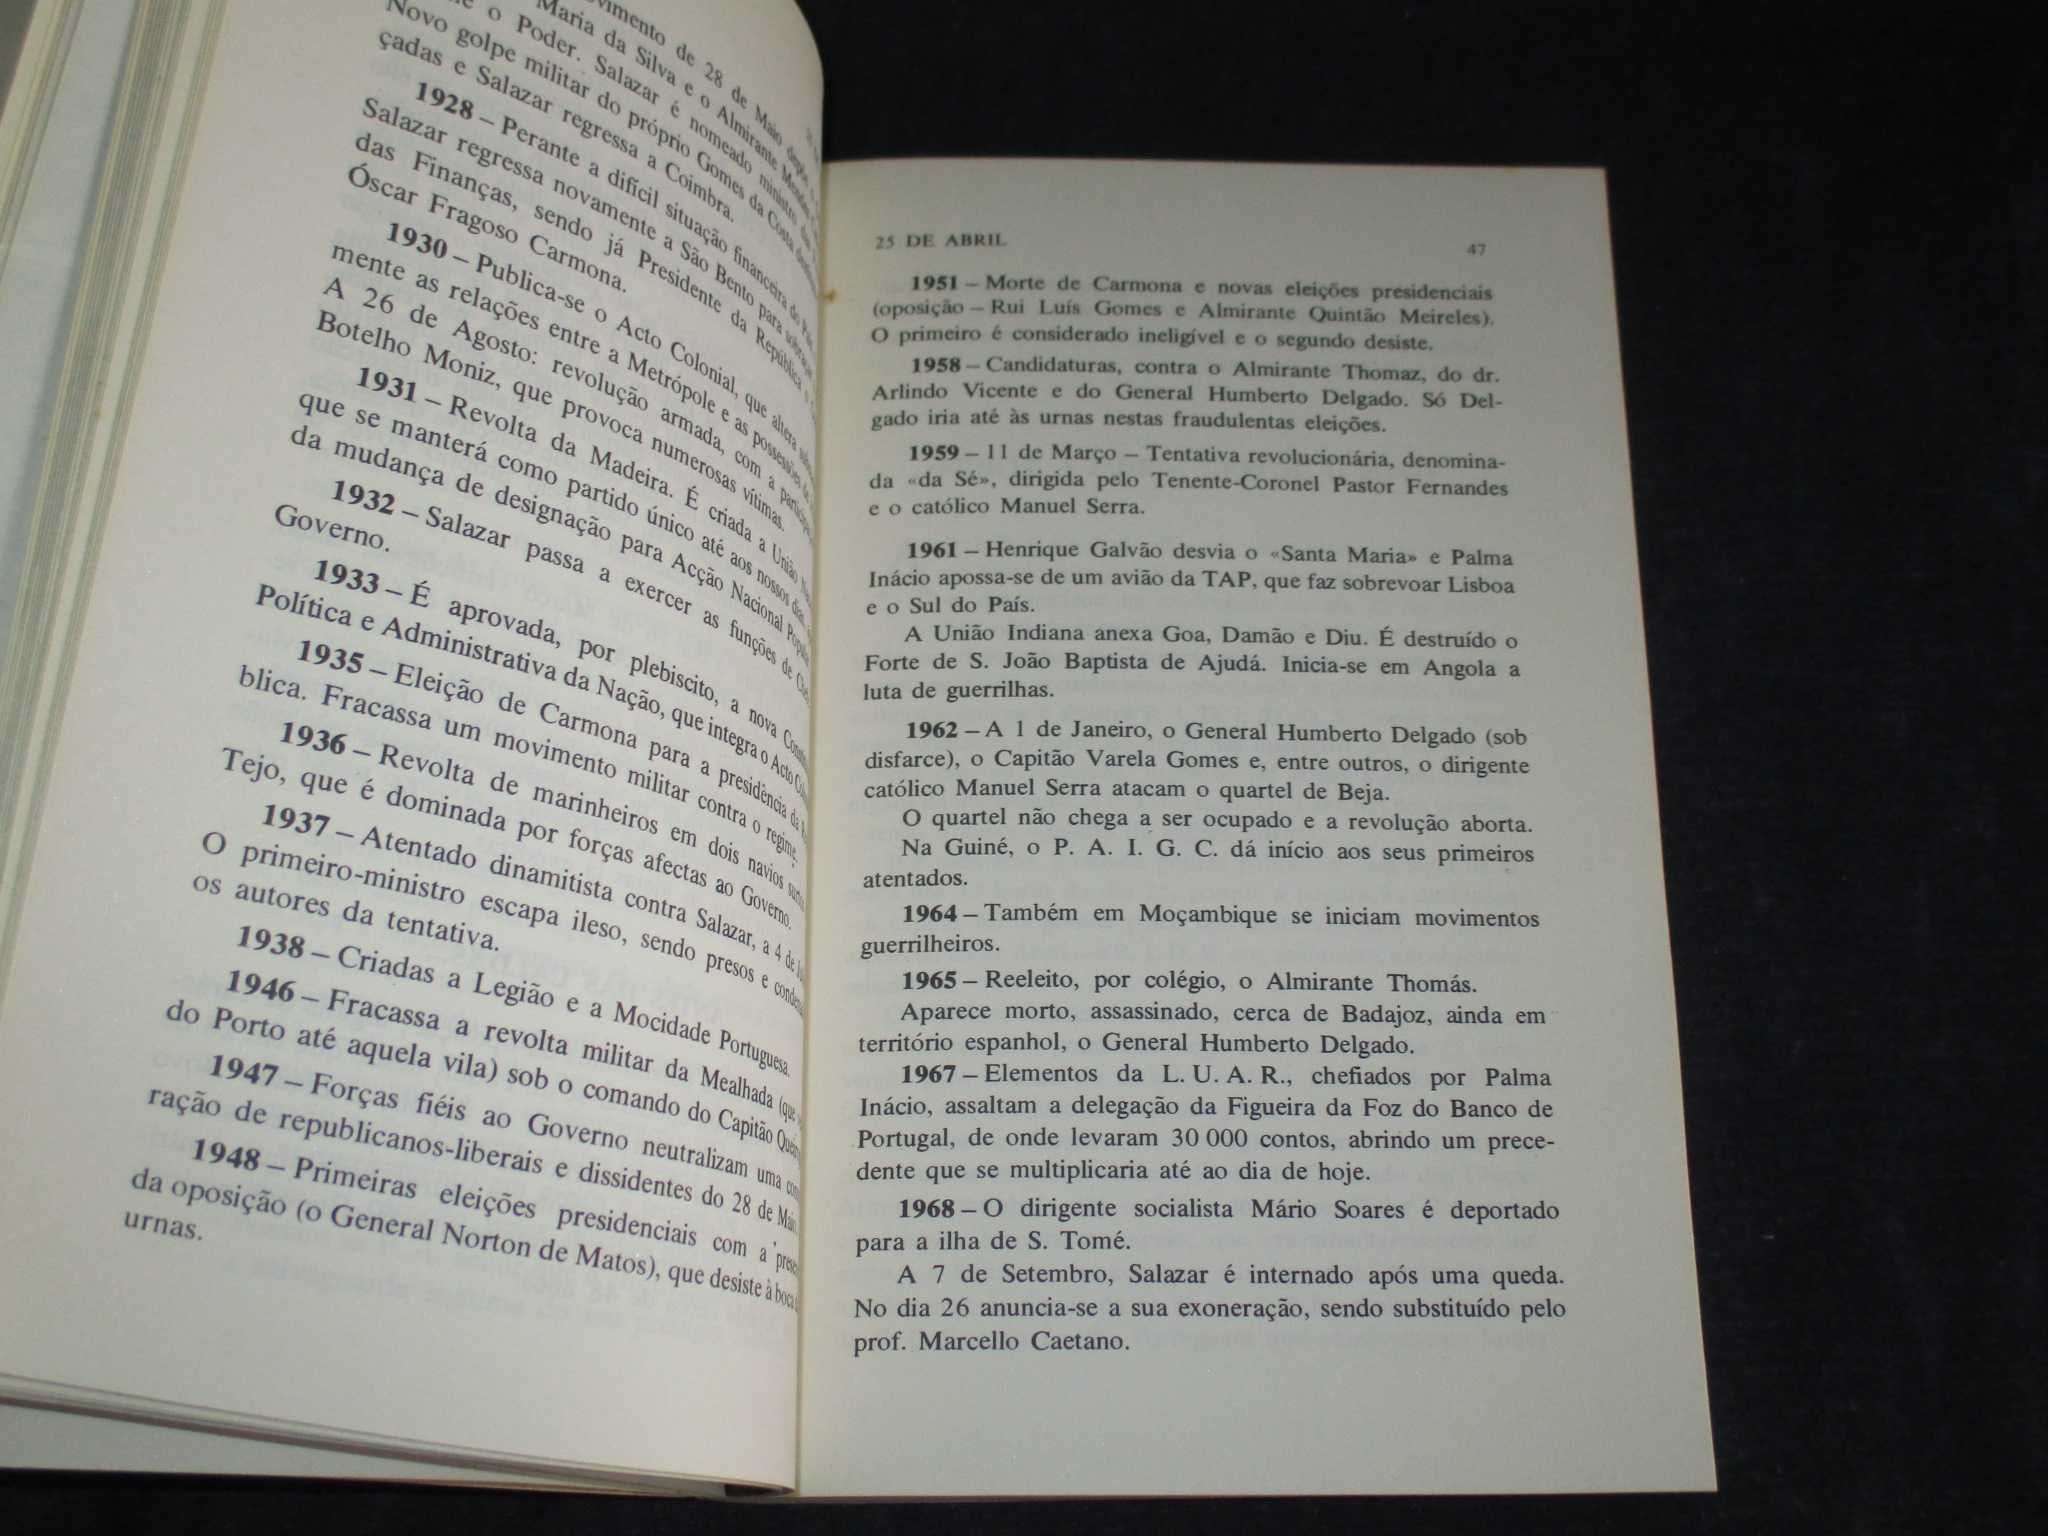 vimento de 28 de Maio depõe o
Maria da Silva e o Almirante Mendes
o Poder. Salazar é nomeado ministro das
Novo golpe militar do próprio Gomes da Costa
çadas e Salazar regressa a Coimbra.
1928 – Perante a difícil situação financeira do País,
Salazar regressa novamente a São Bento para sobraçar
das Finanças, sendo já Presidente da República o
Óscar Fragoso Carmona.
1930 – Publica-se o Acto Colonial, que altera
mente as relações entre a Metrópole e as possessões
A 26 de Agosto: revolução armada, com a
Botelho Moniz, que provoca numerosas vítimas.
1931 – Revolta da Madeira. É criada a União
que se manterá como partido único até aos nossos dias,
da mudança de designação para Acção Nacional Popular
1932 – Salazar passa a exercer as funções de
Governo.
1933 – É aprovada, por plebiscito, a nova
Política e Administrativa da Nação, que integra o Acto
1935 – Eleição de Carmona para a presidência da
blica. Fracassa um movimento militar contra o regime.
1936 – Revolta de marinheiros em dois navios
Tejo, que é dominada por forças afectas ao Governo.
1937 – Atentado dinamitista contra Salazar, a 4 de
O primeiro-ministro escapa ileso, sendo presos e
os autores da tentativa.
1938 – Criadas a Legião e a Mocidade Portuguesa.
1946 – Fracassa a revolta militar da Mealhada (que
do Porto até aquela vila) sob o comando do Capitão
1947 – Forças fiéis ao Governo neutralizam uma
ração de republicanos-liberais e dissidentes do 28 de Maio.
1948 – Primeiras eleições presidenciais com a
da oposição (o General Norton de Matos), que desiste à boca
urnas.
25 DE ABRIL 47
1951 – Morte de Carmona e novas eleições presidenciais
(oposição – Rui Luís Gomes e Almirante Quintão Meireles).
O primeiro é considerado ineligível e o segundo desiste.
1958 – Candidaturas, contra o Almirante Thomaz, do dr.
Arlindo Vicente e do General Humberto Delgado. Só Del-
gado iria até às urnas nestas fraudulentas eleições.
1959 – 11 de Março – Tentativa revolucionária, denomina-
da «da Sé», dirigida pelo Tenente-Coronel Pastor Fernandes
e o católico Manuel Serra.
1961 – Henrique Galvão desvia o «Santa Maria» e Palma
Inácio apossa-se de um avião da TAP, que faz sobrevoar Lisboa
e o Sul do País.
A União Indiana anexa Goa, Damão e Diu. É destruído o
Forte de S. João Baptista de Ajudá. Inicia-se em Angola a
luta de guerrilhas.
1962 – A 1 de Janeiro, o General Humberto Delgado (sob
disfarce), o Capitão Varela Gomes e, entre outros, o dirigente
católico Manuel Serra atacam o quartel de Beja.
O quartel não chega a ser ocupado e a revolução aborta.
Na Guiné, o P. A. I. G. C. dá início aos seus primeiros
atentados.
1964 – Também em Moçambique se iniciam movimentos
guerrilheiros.
1965 – Reeleito, por colégio, o Almirante Thomás.
Aparece morto, assassinado, cerca de Badajoz, ainda em
território espanhol, o General Humberto Delgado.
1967 – Elementos da L. U. A. R., chefiados por Palma
Inácio, assaltam a delegação da Figueira da Foz do Banco de
Portugal, de onde levaram 30 000 contos, abrindo um prece-
dente que se multiplicaria até ao dia de hoje.
1968 – O dirigente socialista Mário Soares é deportado
para a ilha de S. Tomé.
A 7 de Setembro, Salazar é internado após uma queda.
No dia 26 anuncia-se a sua exoneração, sendo substituído pelo
prof. Marcello Caetano.